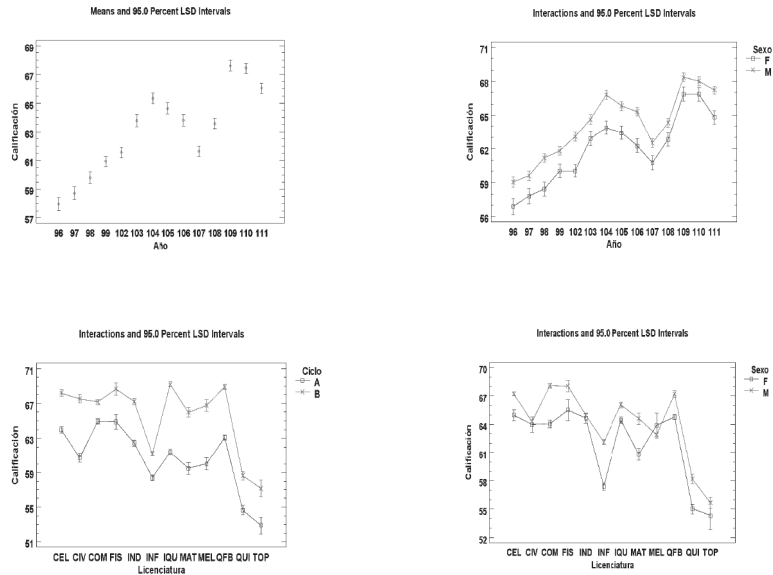 Means and 95.0 Percent LSD Intervals
69
67
65
63
61
59
57
Calificación
96 97 98 99 102 103 104 105 106 107 108 109 110 111
Año
Interactions and 95.0 Percent LSD Intervals
71
68
65
62
59
56
Calificación
96 97 98 99 102 103 104 105 106 107 108 109 110 111
Año
Sexo
F
M
Interactions and 95.0 Percent LSD Intervals
71
67
63
59
55
51
Calificación
CEL CIV COM FIS IND INF IQU MAT MEL QFB QUI TOP
Licenciatura
Ciclo
A
B
Interactions and 95.0 Percent LSD Intervals
70
67
64
61
58
55
52
Calificación
CEL CIV COM FIS IND INF IQU MAT MEL QFB QUI TOP
Licenciatura
Sexo
F
M